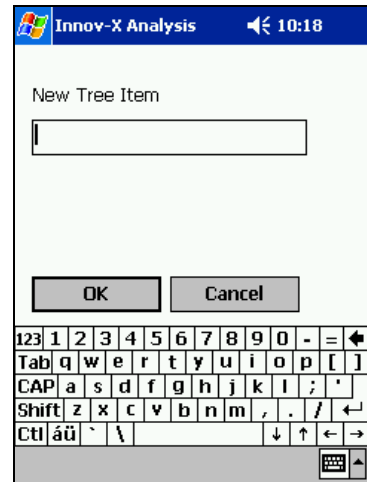 Innov-X Analysis 10:18
New Tree Item
OK Cancel
123 1 2 3 4 5 6 7 8 9 0 - =
Tab q w e r t y u i o p [ ]
CAP a s d f g h j k l ; '
Shift z x c v b n m , . /
Ctl áü ` \